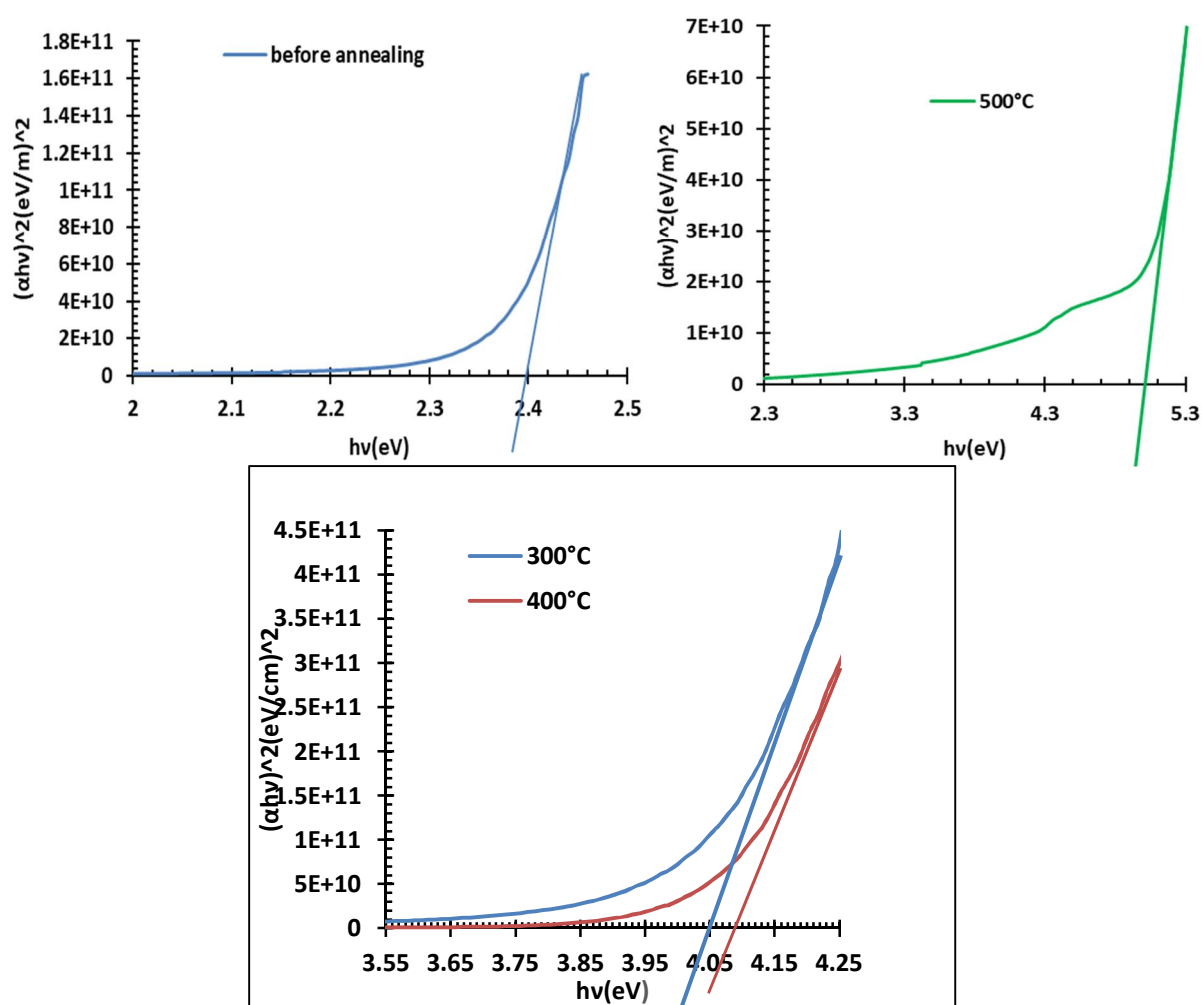 1.8E+11
1.6E+11
1.4E+11
1.2E+11
1E+11
8E+10
6E+10
4E+10
2E+10
0
(αhν)^2(eV/m)^2
before annealing
2 2.1 2.2 2.3 2.4 2.5
hν(eV)
7E+10
6E+10
5E+10
4E+10
3E+10
2E+10
1E+10
0
(αhν)^2(eV/m)^2
500°C
2.3 3.3 4.3 5.3
hν(eV)
4.5E+11
4E+11
3.5E+11
3E+11
2.5E+11
2E+11
1.5E+11
1E+11
5E+10
0
(αhν)^2(eV/cm)^2
300°C
400°C
3.55 3.65 3.75 3.85 3.95 4.05 4.15 4.25
hν(eV)